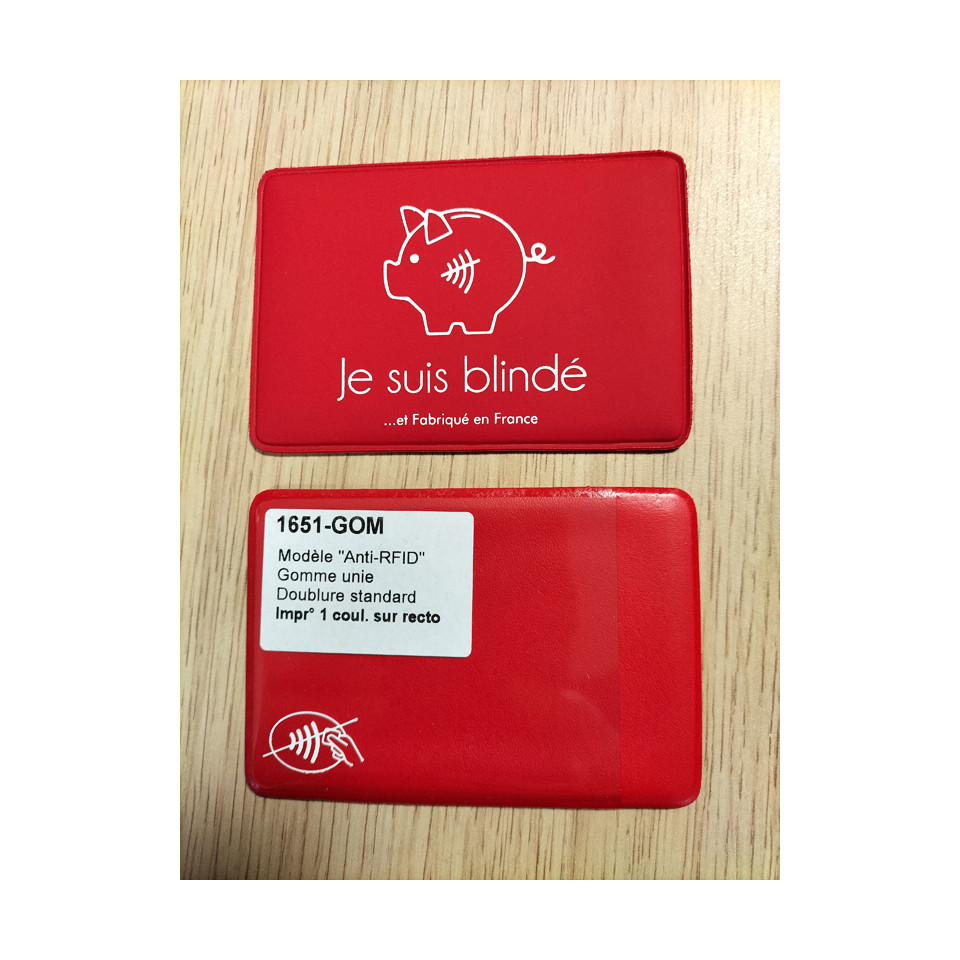 Je suis blindé
...et Fabriqué en France
1651-GOM
Modèle "Anti-RFID"
Gomme unie
Doublure standard
Impr° 1 coul. sur recto